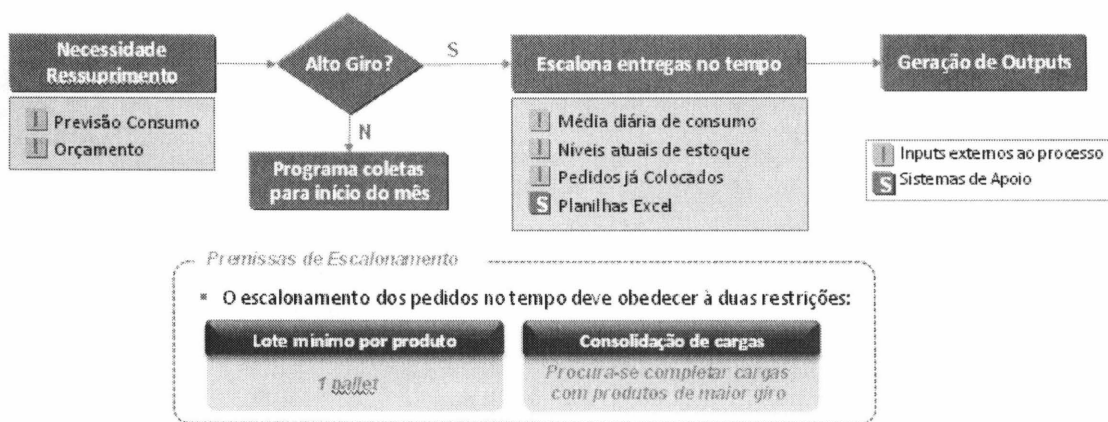 Necessidade
Ressuprimento
! Previsão Consumo
! Orçamento
Alto Giro?
S
N
Programa coletas
para início do mês
Escalona entregas no tempo
! Média diária de consumo
! Níveis atuais de estoque
! Pedidos já Colocados
S Planilhas Excel
Geração de Outputs
! Inputs externos ao processo
S Sistemas de Apoio
Premissas de Escalonamento
▪ O escalonamento dos pedidos no tempo deve obedecer à duas restrições:
Lote mínimo por produto
1 pallet
Consolidação de cargas
Procura-se completar cargas
com produtos de maior giro